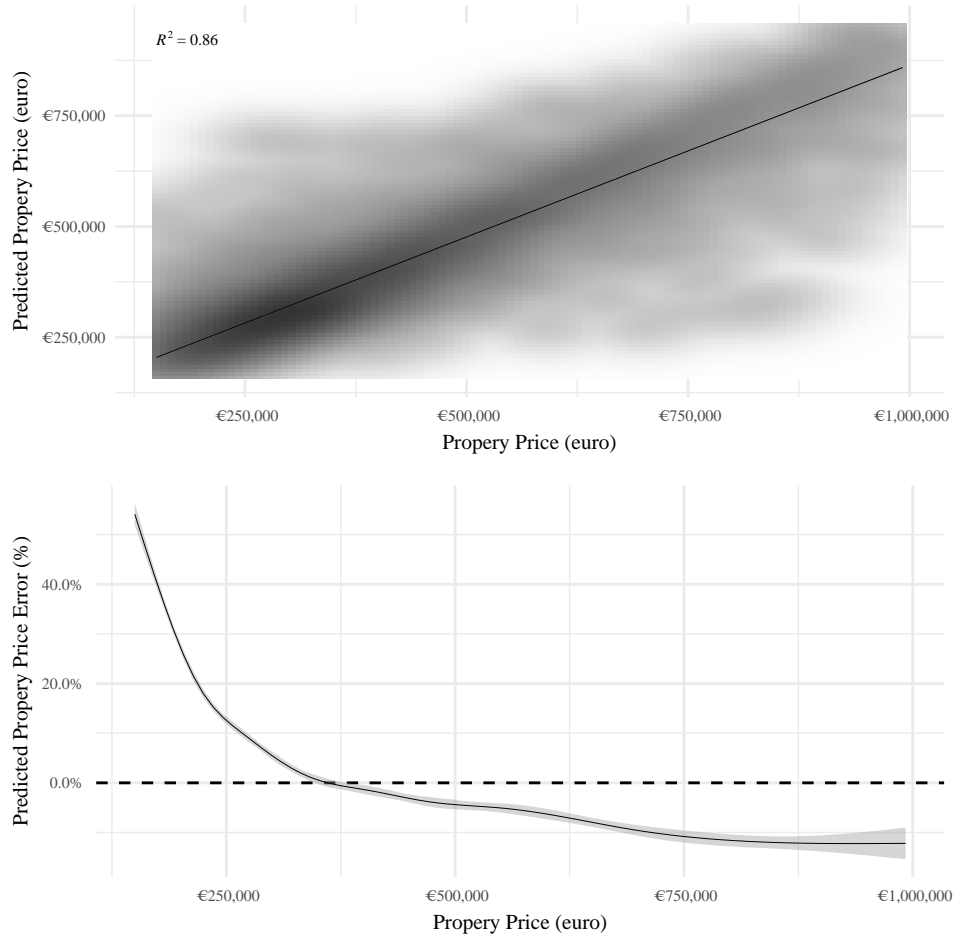 R² = 0.86
Predicted Propery Price (euro)
€750,000
€500,000
€250,000
€250,000 €500,000 €750,000 €1,000,000
Propery Price (euro)
Predicted Propery Price Error (%)
40.0%
20.0%
0.0%
€250,000 €500,000 €750,000 €1,000,000
Propery Price (euro)